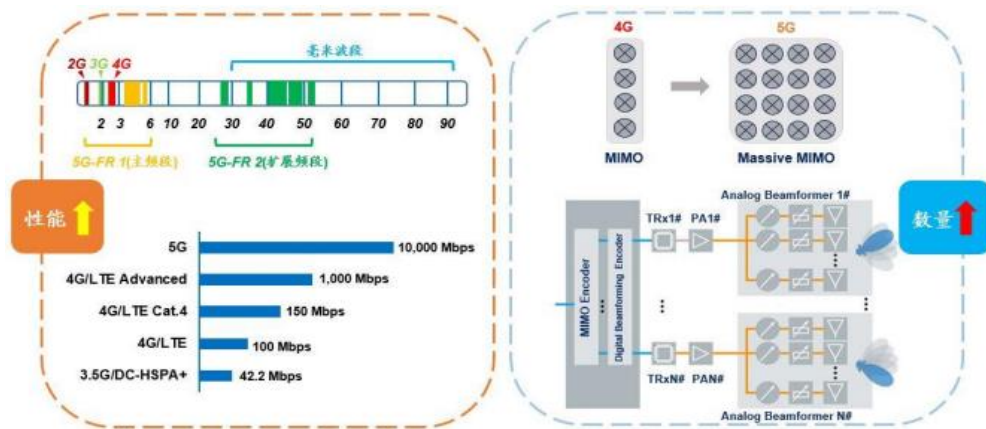 毫米波段
2G 3G 4G
2 3 6 10 20 30 40 50 60 70 80 90
5G-FR 1(主频段)
5G-FR 2(扩展频段)
性能
5G 10,000 Mbps
4G/LTE Advanced 1,000 Mbps
4G/LTE Cat.4 150 Mbps
4G/LTE 100 Mbps
3.5G/DC-HSPA+ 42.2 Mbps
4G 5G
MIMO Massive MIMO
Analog Beamformer 1#
TRx1# PA1#
MIMO Encoder
Digital Beamforming Encoder
TRxN# PAN#
Analog Beamformer N#
数量